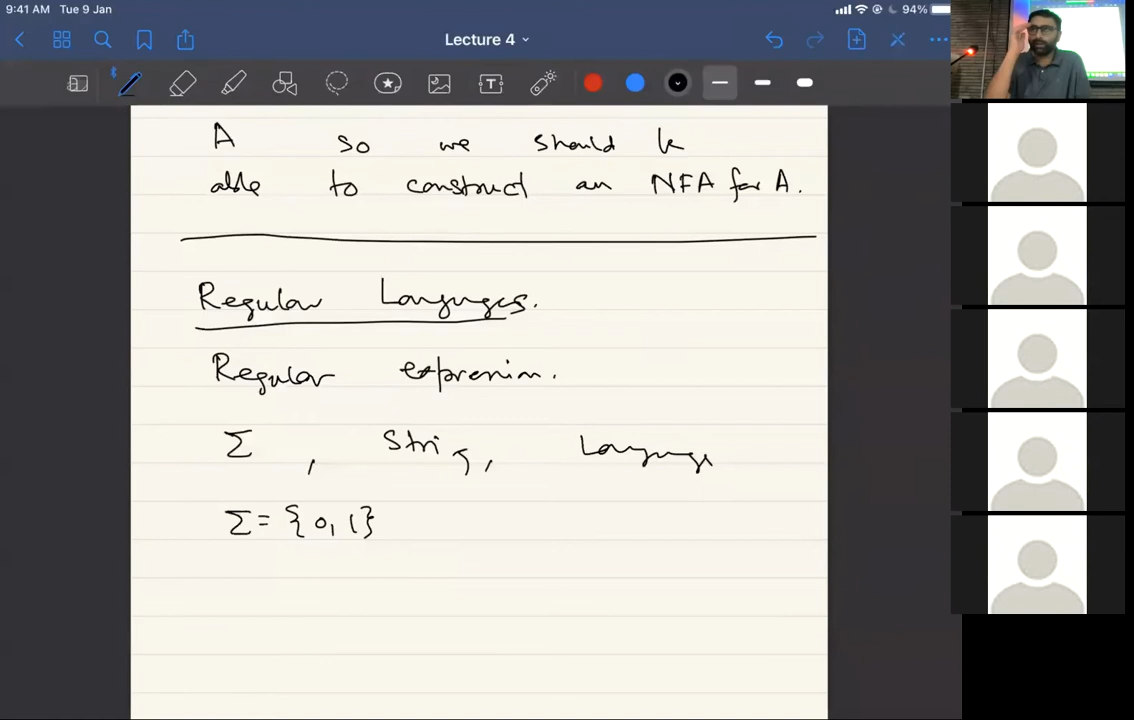 9:41 AM Tue 9 Jan 94%
Lecture 4
A so we should be
able to construct an NFA for A.
Regular Languages.
Regular expression.
Σ, String, Language
Σ = {0, 1}